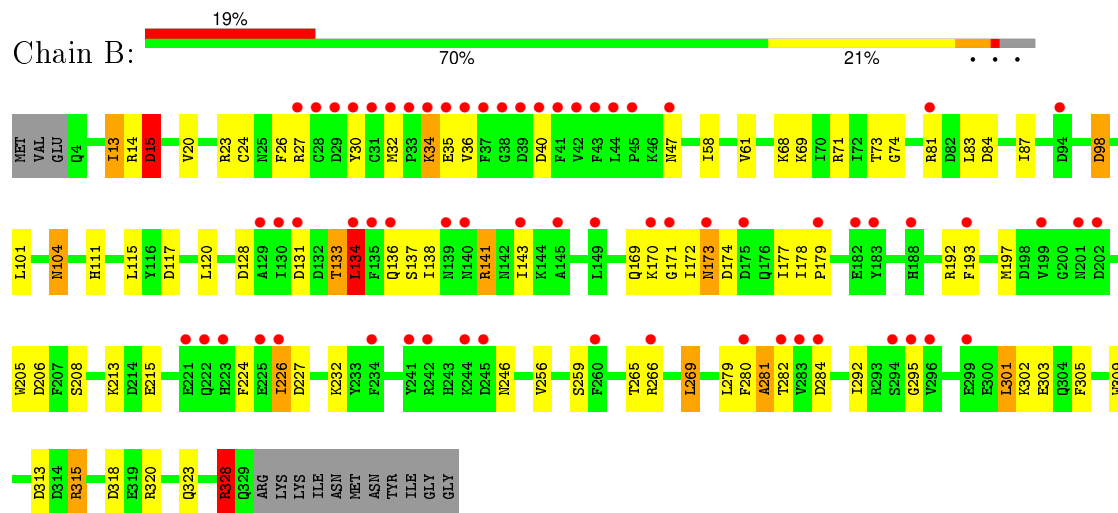 19%
Chain B:
70% 21%
MET VAL GLU Q4 I13 R14 D15 V20 R23 C24 N25 F26 R27 C28 D29 Y30 C31 M32 P33 K34 E35 V36 F37 G38 D39 D40 F41 V42 F43 L44 P45 K46 N47 I58 V61 K68 K69 I70 R71 I72 T73 G74 R81 D82 L83 D84 I87 D94 D98
L101 N104 H111 L115 Y116 D117 L120 D128 A129 I130 D131 D132 T133 L134 F135 Q136 S137 I138 N139 N140 R141 N142 I143 K144 A145 L149 Q169 K170 G171 I172 N173 D174 D175 Q176 I177 I178 P179 E182 Y183 H188 R192 F193 M197 D198 V199 G200 N201 D202
W205 D206 F207 S208 K213 D214 E215 E221 Q222 H223 F224 E225 I226 D227 K232 Y233 F234 Y241 R242 H243 K244 D245 N246 V256 S259 F260 T265 R266 L269 L279 F280 A281 T282 V283 D284 I292 R293 S294 G295 V296 E299 E300 L301 K302 E303 Q304 F305 W309
D313 D314 R315 D318 E319 R320 Q323 R328 Q329 ARG LYS LYS ILE ASN MET ASN TYR ILE GLY GLY